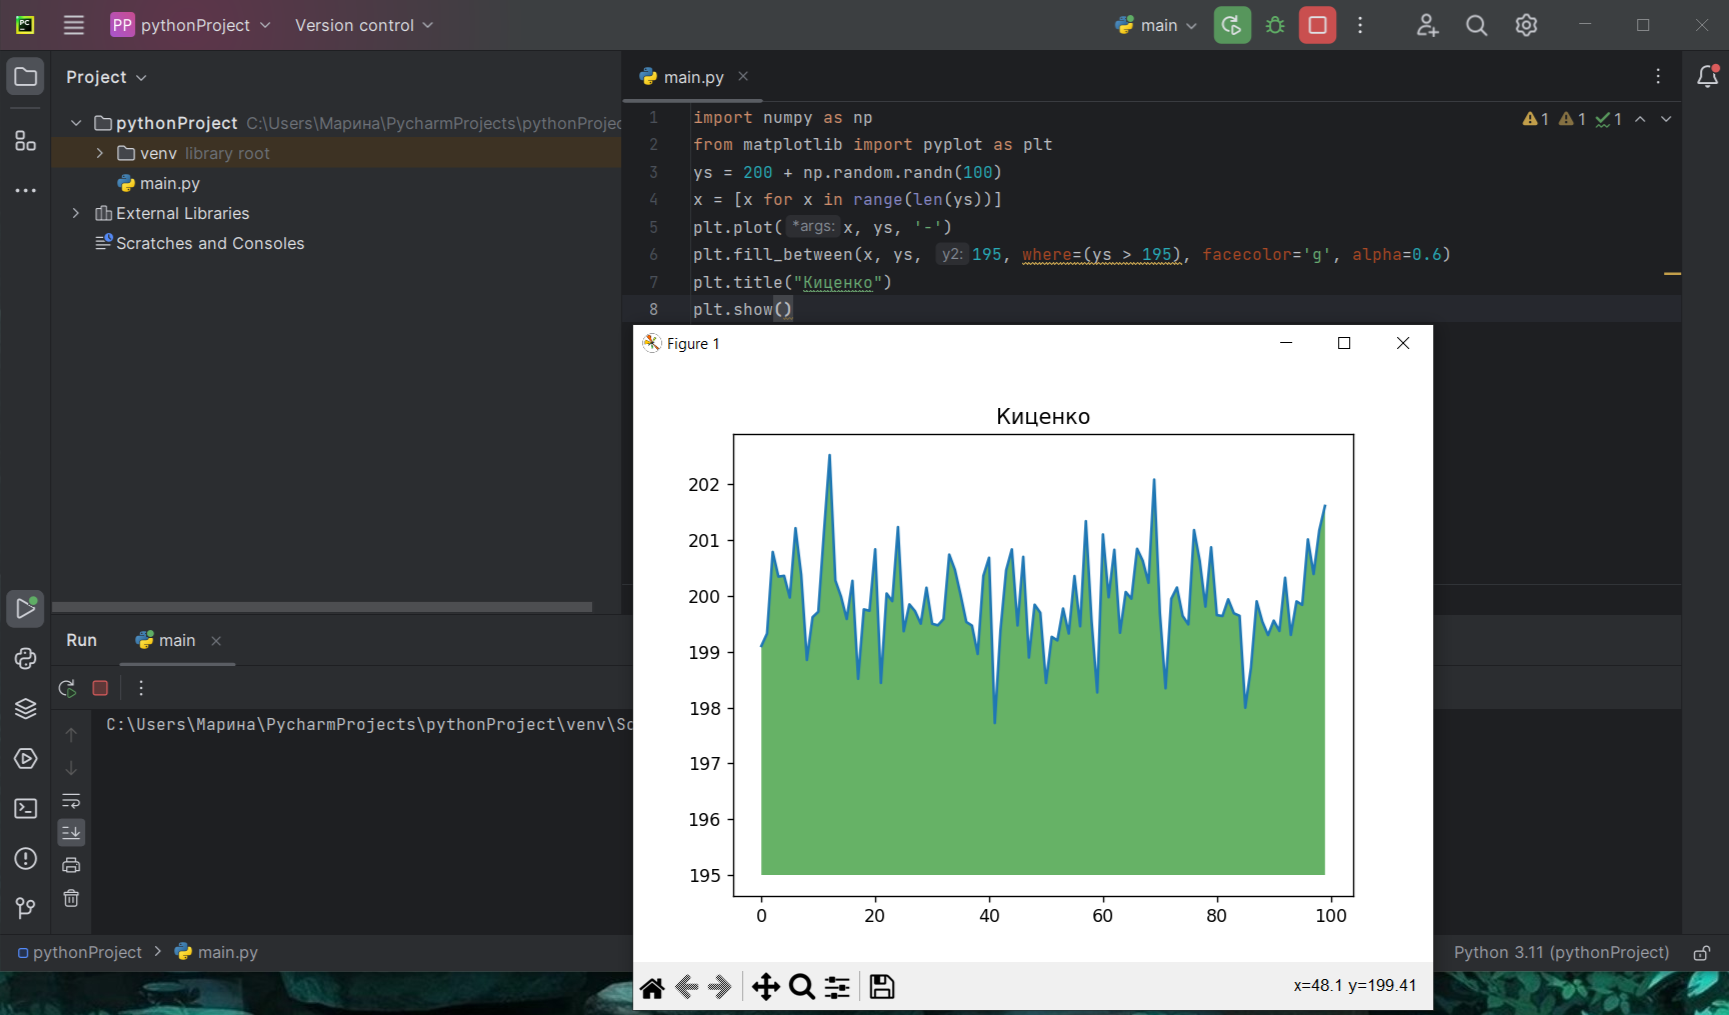 PC
PP pythonProject Version control main
Project
pythonProject C:\Users\Марина\PycharmProjects\pythonProjec
venv library root
main.py
External Libraries
Scratches and Consoles
main.py
1 import numpy as np
2 from matplotlib import pyplot as plt
3 ys = 200 + np.random.randn(100)
4 x = [x for x in range(len(ys))]
5 plt.plot( *args: x, ys, '-')
6 plt.fill_between(x, ys, y2: 195, where=(ys > 195), facecolor='g', alpha=0.6)
7 plt.title("Киценко")
8 plt.show()
1 1 1
Figure 1
Киценко
202
201
200
199
198
197
196
195
0 20 40 60 80 100
x=48.1 y=199.41
Run main
C:\Users\Марина\PycharmProjects\pythonProject\venv\Sc
pythonProject main.py
Python 3.11 (pythonProject)